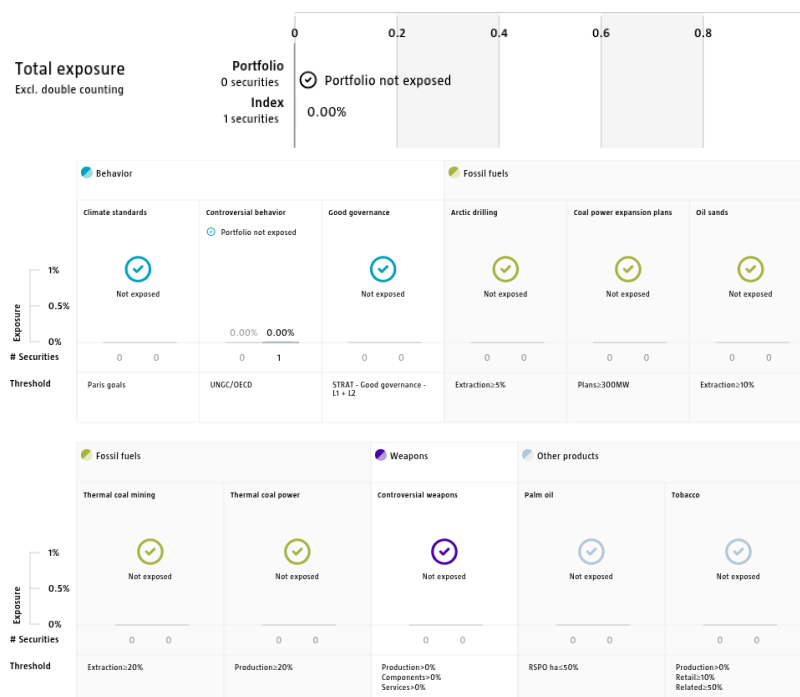 0 0.2 0.4 0.6 0.8
Total exposure
Excl. double counting
Portfolio
0 securities
Portfolio not exposed
Index
1 securities
0.00%
Behavior
Fossil fuels
Climate standards
Controversial behavior
Good governance
Arctic drilling
Coal power expansion plans
Oil sands
Portfolio not exposed
Not exposed
Not exposed
Not exposed
Not exposed
Not exposed
Exposure
1%
0.5%
0%
0.00% 0.00%
# Securities
0 0
0 1
0 0
0 0
0 0
0 0
Threshold
Paris goals
UNGC/OECD
STRAT - Good governance -
L1 + L2
Extraction≥5%
Plans≥300MW
Extraction≥10%
Fossil fuels
Weapons
Other products
Thermal coal mining
Thermal coal power
Controversial weapons
Palm oil
Tobacco
Not exposed
Not exposed
Not exposed
Not exposed
Not exposed
Exposure
1%
0.5%
0%
# Securities
0 0
0 0
0 0
0 0
0 0
Threshold
Extraction≥20%
Production≥20%
Production>0%
Components>0%
Services>0%
RSPO ha≤50%
Production>0%
Retail≥10%
Related≥50%